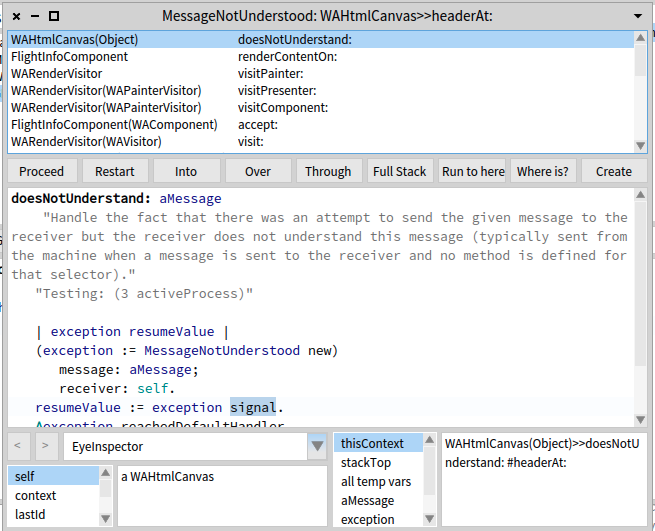 MessageNotUnderstood: WAHtmlCanvas>>headerAt:
WAHtmlCanvas(Object) doesNotUnderstand:
FlightInfoComponent renderContentOn:
WARenderVisitor visitPainter:
WARenderVisitor(WAPainterVisitor) visitPresenter:
WARenderVisitor(WAPainterVisitor) visitComponent:
FlightInfoComponent(WAComponent) accept:
WARenderVisitor(WAVisitor) visit:
Proceed Restart Into Over Through Full Stack Run to here Where is? Create
doesNotUnderstand: aMessage
"Handle the fact that there was an attempt to send the given message to the
receiver but the receiver does not understand this message (typically sent from
the machine when a message is sent to the receiver and no method is defined for
that selector)."
"Testing: (3 activeProcess)"
| exception resumeValue |
(exception := MessageNotUnderstood new)
message: aMessage;
receiver: self.
resumeValue := exception signal.
^exception reachedDefaultHandler
< > EyeInspector
self
context
lastId
a WAHtmlCanvas
thisContext
stackTop
all temp vars
aMessage
exception
WAHtmlCanvas(Object)>>doesNotU
nderstand: #headerAt: